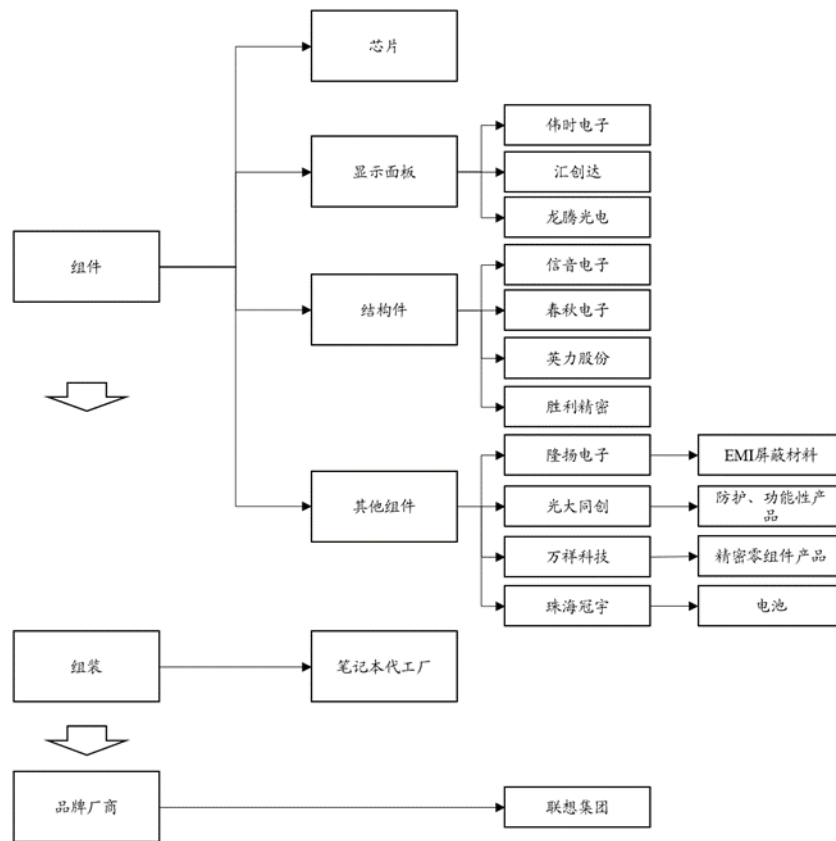 芯片
伟时电子
显示面板
汇创达
龙腾光电
组件
信音电子
结构件
春秋电子
英力股份
胜利精密
隆扬电子
EMI屏蔽材料
其他组件
光大同创
防护、功能性产
品
万祥科技
精密零组件产品
珠海冠宇
电池
组装
笔记本代工厂
品牌厂商
联想集团